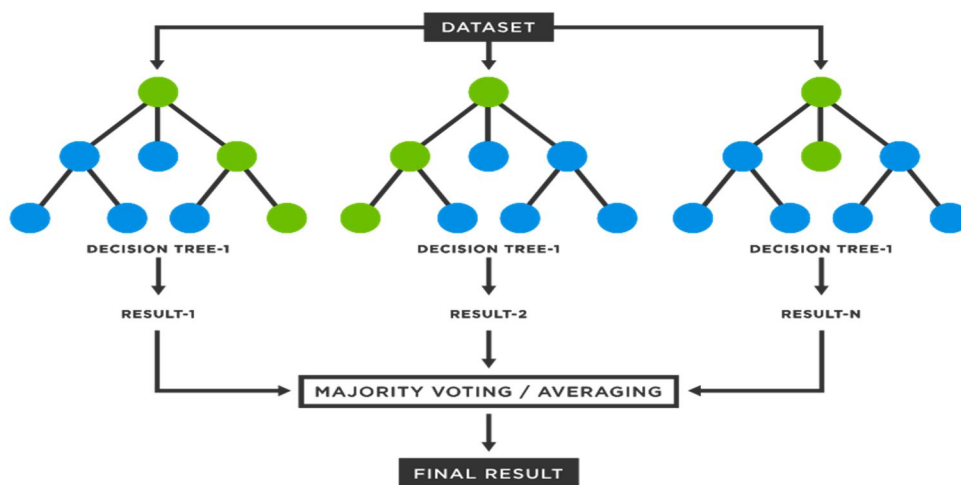 DATASET
DECISION TREE-1
DECISION TREE-1
DECISION TREE-1
RESULT-1
RESULT-2
RESULT-N
MAJORITY VOTING / AVERAGING
FINAL RESULT